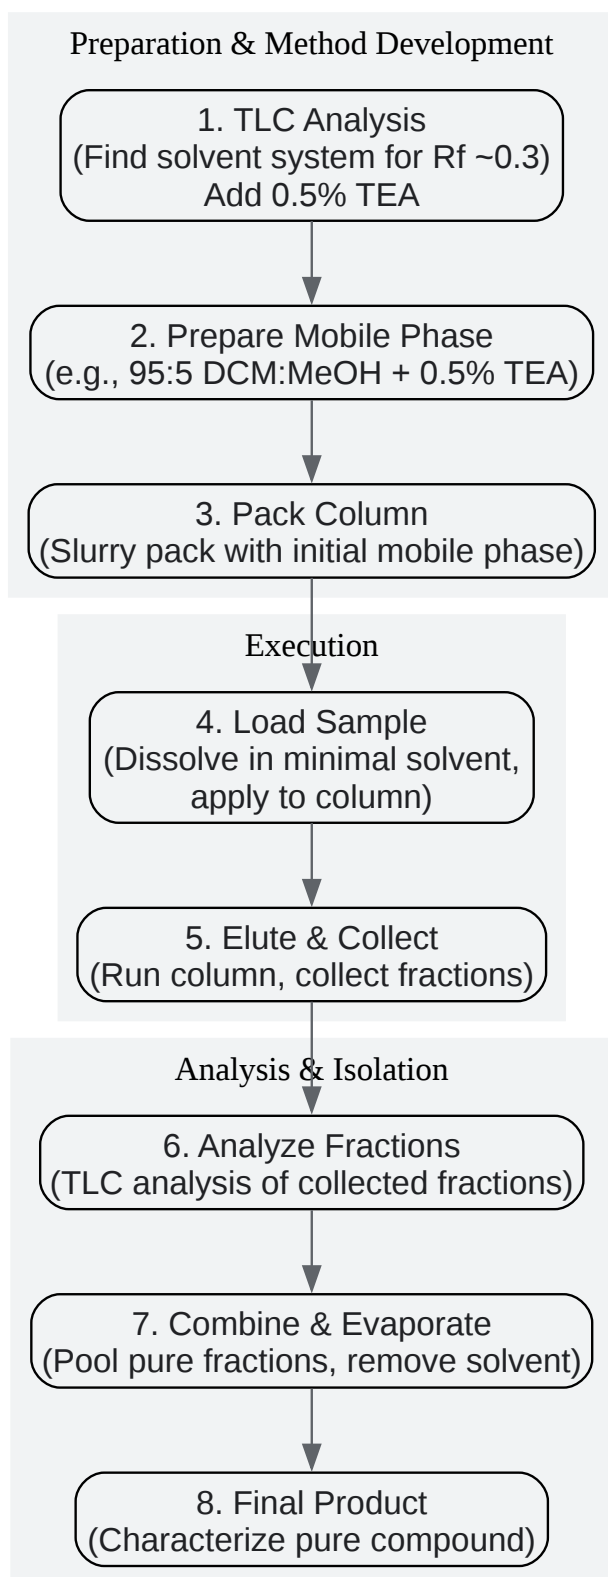 Preparation & Method Development
1. TLC Analysis
(Find solvent system for Rf ~0.3)
Add 0.5% TEA
2. Prepare Mobile Phase
(e.g., 95:5 DCM:MeOH + 0.5% TEA)
3. Pack Column
(Slurry pack with initial mobile phase)
Execution
4. Load Sample
(Dissolve in minimal solvent,
apply to column)
5. Elute & Collect
(Run column, collect fractions)
Analysis & Isolation
6. Analyze Fractions
(TLC analysis of collected fractions)
7. Combine & Evaporate
(Pool pure fractions, remove solvent)
8. Final Product
(Characterize pure compound)